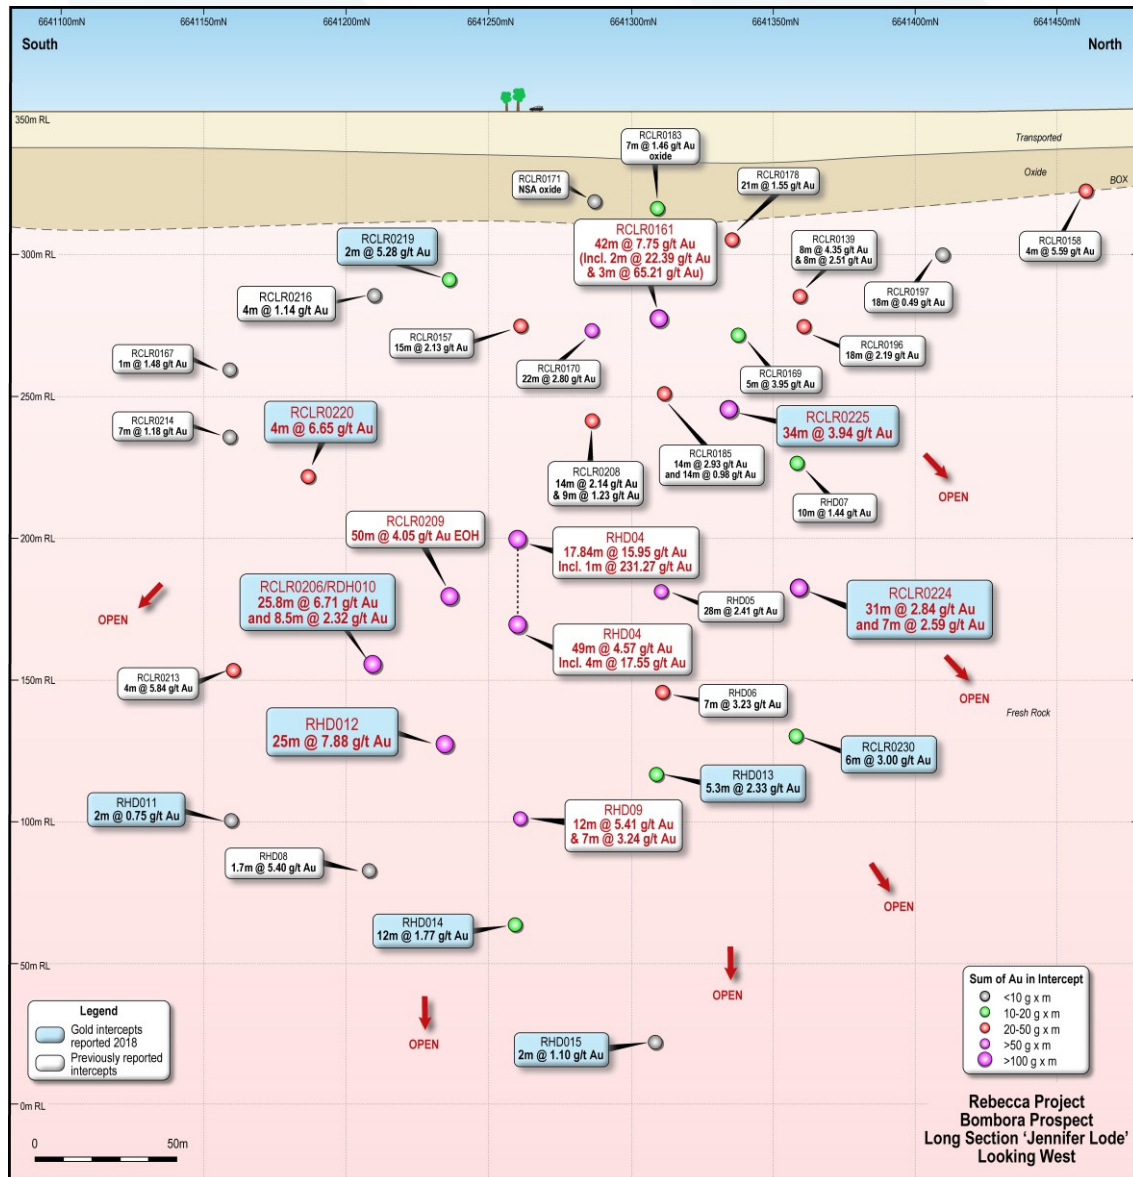 6641100mN
6641150mN
6641200mN
6641250mN
6641300mN
6641350mN
6641400mN
6641450mN
South
North
350m RL
Transported
Oxide
BOX
RCLR0183
7m @ 1.46 g/t Au
oxide
RCLR0171
NSA oxide
RCLR0178
21m @ 1.55 g/t Au
RCLR0161
42m @ 7.75 g/t Au
(Incl. 2m @ 22.39 g/t Au
& 3m @ 65.21 g/t Au)
RCLR0139
8m @ 4.35 g/t Au
& 8m @ 2.51 g/t Au
RCLR0158
4m @ 5.59 g/t Au
300m RL
RCLR0219
2m @ 5.28 g/t Au
RCLR0197
18m @ 0.49 g/t Au
RCLR0216
4m @ 1.14 g/t Au
RCLR0157
15m @ 2.13 g/t Au
RCLR0196
18m @ 2.19 g/t Au
RCLR0167
1m @ 1.48 g/t Au
RCLR0170
22m @ 2.80 g/t Au
RCLR0169
5m @ 3.95 g/t Au
250m RL
RCLR0214
7m @ 1.18 g/t Au
RCLR0220
4m @ 6.65 g/t Au
RCLR0225
34m @ 3.94 g/t Au
RCLR0208
14m @ 2.14 g/t Au
& 9m @ 1.23 g/t Au
RCLR0185
14m @ 2.93 g/t Au
and 14m @ 0.98 g/t Au
RHD07
10m @ 1.44 g/t Au
OPEN
200m RL
RCLR0209
50m @ 4.05 g/t Au EOH
RHD04
17.84m @ 15.95 g/t Au
Incl. 1m @ 231.27 g/t Au
RCLR0206/RDH010
25.8m @ 6.71 g/t Au
and 8.5m @ 2.32 g/t Au
RHD05
28m @ 2.41 g/t Au
RCLR0224
31m @ 2.84 g/t Au
and 7m @ 2.59 g/t Au
OPEN
RHD04
49m @ 4.57 g/t Au
Incl. 4m @ 17.55 g/t Au
150m RL
RCLR0213
4m @ 5.84 g/t Au
RHD06
7m @ 3.23 g/t Au
OPEN
Fresh Rock
RHD012
25m @ 7.88 g/t Au
RCLR0230
6m @ 3.00 g/t Au
RHD013
5.3m @ 2.33 g/t Au
RHD011
2m @ 0.75 g/t Au
100m RL
RHD09
12m @ 5.41 g/t Au
& 7m @ 3.24 g/t Au
RHD08
1.7m @ 5.40 g/t Au
OPEN
RHD014
12m @ 1.77 g/t Au
50m RL
OPEN
OPEN
RHD015
2m @ 1.10 g/t Au
Legend
Gold intercepts
reported 2018
Previously reported
intercepts
Sum of Au in Intercept
<10 g x m
10-20 g x m
20-50 g x m
>50 g x m
>100 g x m
0m RL
0
50m
Rebecca Project
Bombora Prospect
Long Section 'Jennifer Lode'
Looking West